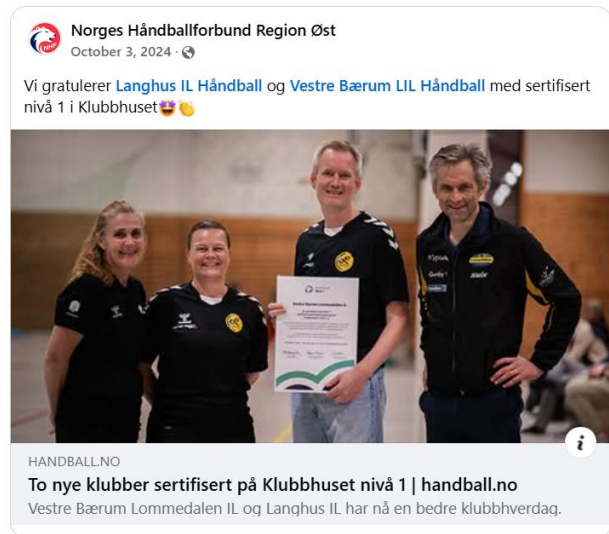 Norges Håndballforbund Region Øst
October 3, 2024 ·
Vi gratulerer Langhus IL Håndball og Vestre Bærum LIL Håndball med sertifisert
nivå 1 i Klubbhuset🤩👏
HANDBALL.NO
To nye klubber sertifisert på Klubbhuset nivå 1 | handball.no
Vestre Bærum Lommedalen IL og Langhus IL har nå en bedre klubbhverdag.